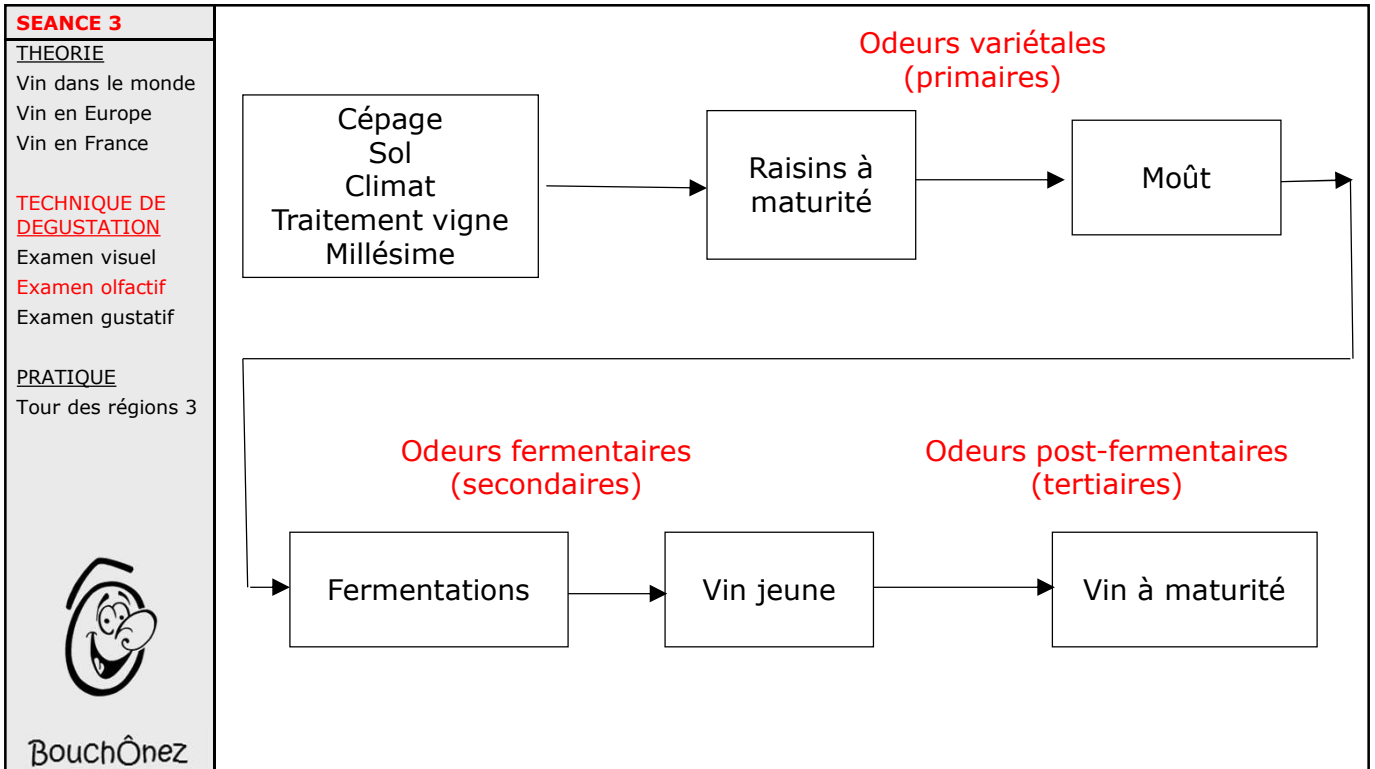 SEANCE 3
THEORIE
Vin dans le monde
Vin en Europe
Vin en France
TECHNIQUE DE
DEGUSTATION
Examen visuel
Examen olfactif
Examen gustatif
PRATIQUE
Tour des régions 3
BouchÔnez
Odeurs variétales
(primaires)
Cépage
Sol
Climat
Traitement vigne
Millésime
Raisins à
maturité
Moût
Odeurs fermentaires
(secondaires)
Odeurs post-fermentaires
(tertiaires)
Fermentations
Vin jeune
Vin à maturité